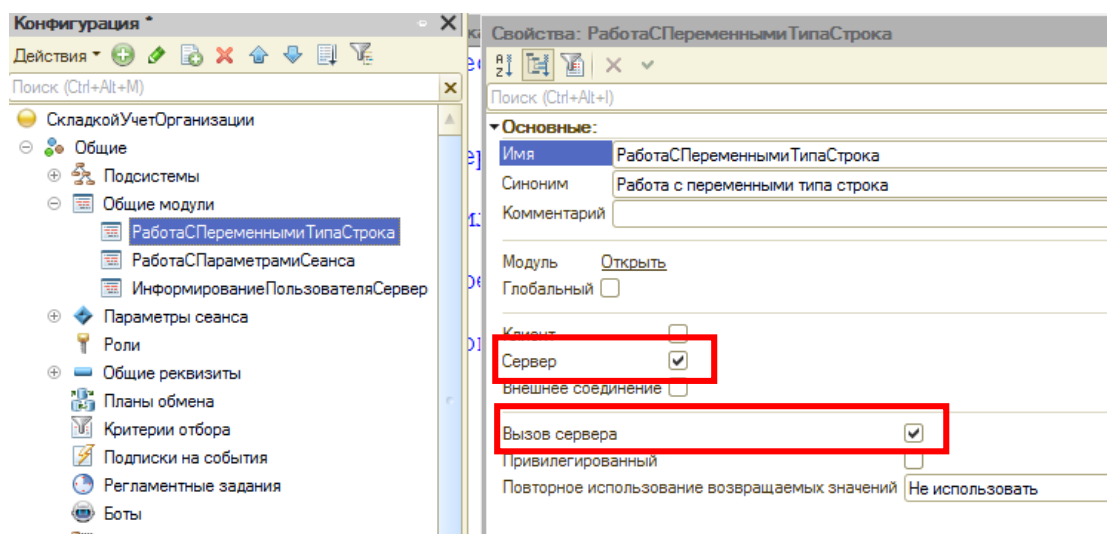 Конфигурация *
Действия
Поиск (Ctrl+Alt+M)
СкладкойУчетОрганизации
Общие
Подсистемы
Общие модули
РаботаСПеременнымиТипаСтрока
РаботаСПараметрамиСеанса
ИнформированиеПользователяСервер
Параметры сеанса
Роли
Общие реквизиты
Планы обмена
Критерии отбора
Подписки на события
Регламентные задания
Боты
Свойства: РаботаСПеременнымиТипаСтрока
Поиск (Ctrl+Alt+I)
Основные:
Имя РаботаСПеременнымиТипаСтрока
Синоним Работа с переменными типа строка
Комментарий
Модуль Открыть
Глобальный
Клиент
Сервер
Внешнее соединение
Вызов сервера
Привилегированный
Повторное использование возвращаемых значений Не использовать